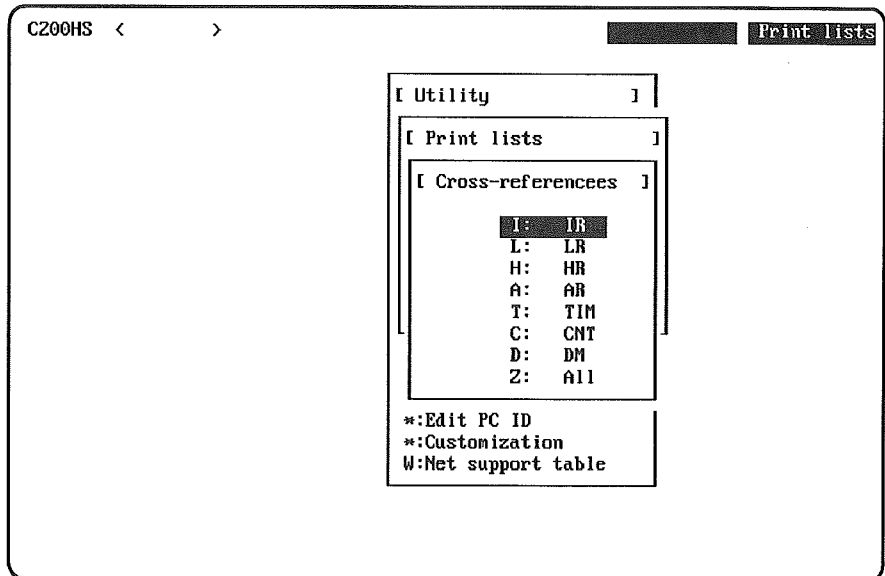 C200HS < >
Print lists
[ Utility ]
[ Print lists ]
[ Cross-referencees ]
I: IR
L: LR
H: HR
A: AR
T: TIM
C: CNT
D: DM
Z: All
*:Edit PC ID
*:Customization
W:Net support table